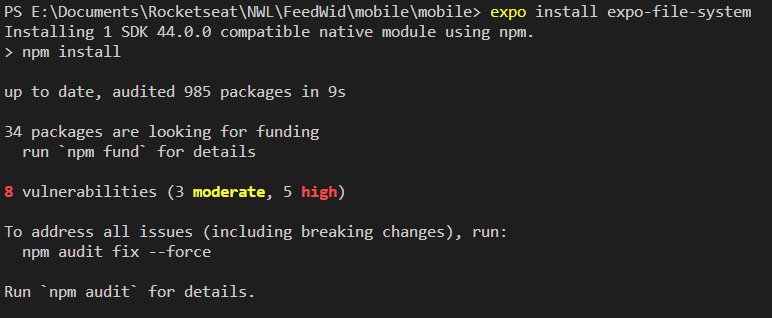 PS E:\Documents\Rocketseat\NWL\FeedWid\mobile\mobile> expo install expo-file-system
Installing 1 SDK 44.0.0 compatible native module using npm.
> npm install
up to date, audited 985 packages in 9s
34 packages are looking for funding
  run `npm fund` for details
8 vulnerabilities (3 moderate, 5 high)
To address all issues (including breaking changes), run:
  npm audit fix --force
Run `npm audit` for details.